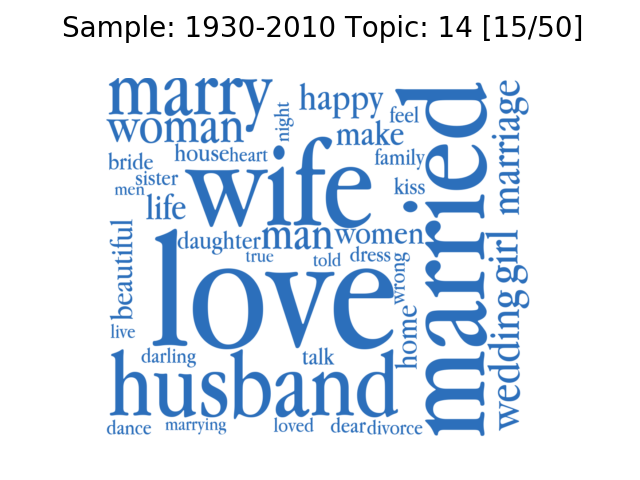 Sample: 1930-2010 Topic: 14 [15/50]
marry
happy
married
marriage
woman
night
feel
make
bride
house
heart
family
sister
men
wife
kiss
life
beautiful
daughter
man
women
girl
true
told
dress
wrong
love
live
home
darling
talk
wedding
husband
dance
marrying
loved
dear
divorce